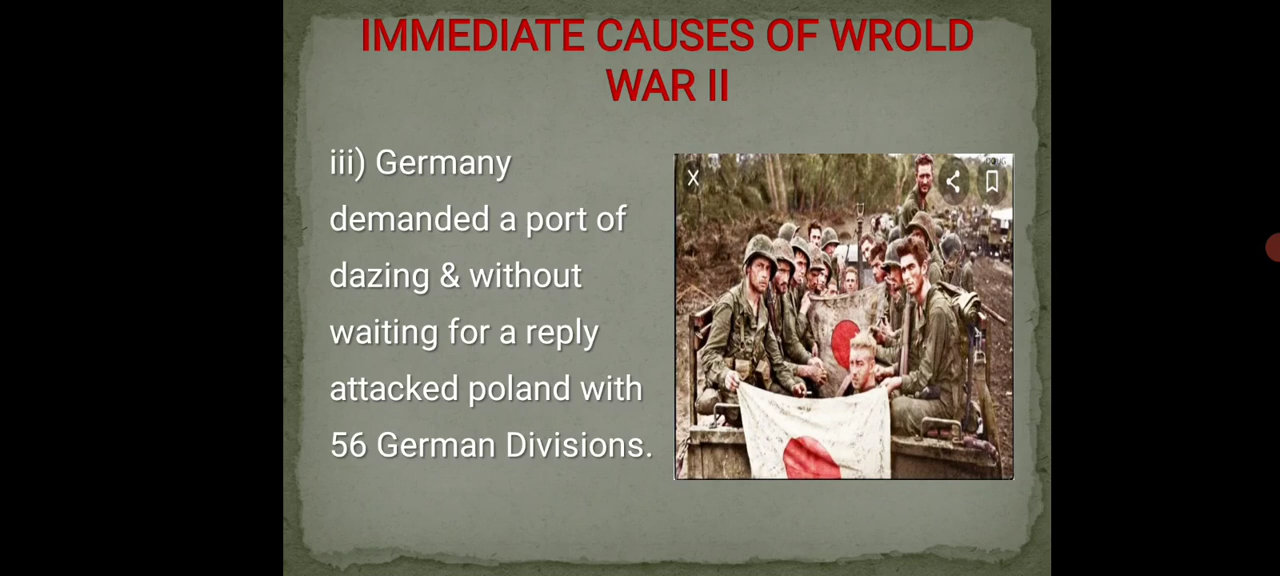 IMMEDIATE CAUSES OF WROLD
WAR II
iii) Germany
demanded a port of
dazing & without
waiting for a reply
attacked poland with
56 German Divisions.
X